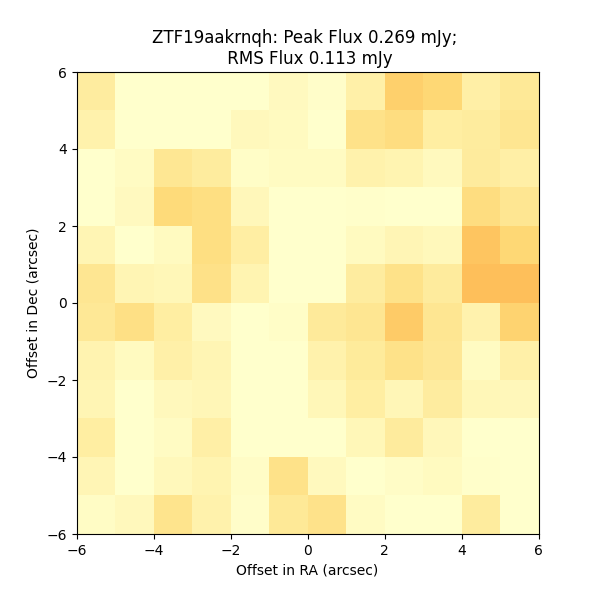 ZTF19aakrnqh: Peak Flux 0.269 mJy;
RMS Flux 0.113 mJy
6
4
2
0
−2
−4
−6
Offset in Dec (arcsec)
−6 −4 −2 0 2 4 6
Offset in RA (arcsec)